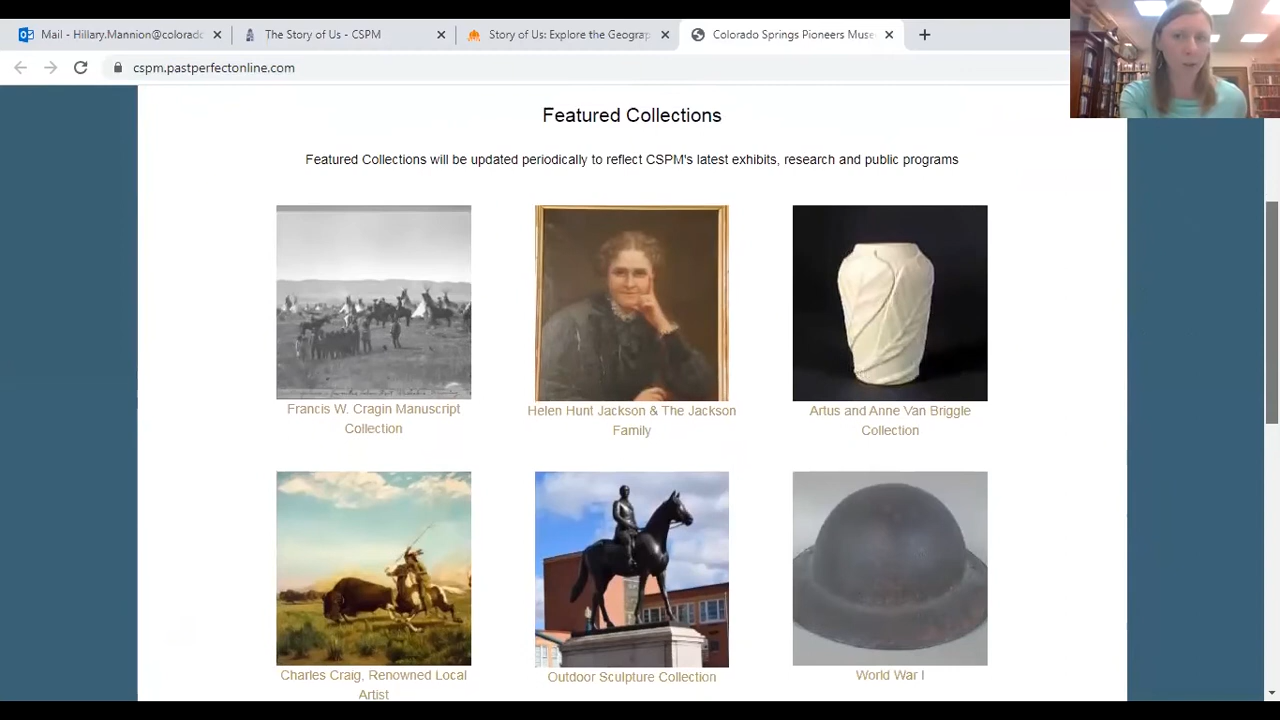 Mail - Hillary.Mannion@colorado
The Story of Us - CSPM
Story of Us: Explore the Geograp
Colorado Springs Pioneers Muse
cspm.pastperfectonline.com
Featured Collections
Featured Collections will be updated periodically to reflect CSPM's latest exhibits, research and public programs
Francis W. Cragin Manuscript
Collection
Helen Hunt Jackson & The Jackson
Family
Artus and Anne Van Briggle
Collection
Charles Craig, Renowned Local
Artist
Outdoor Sculpture Collection
World War I